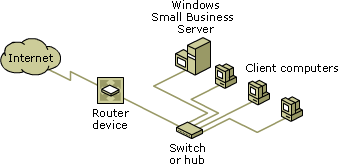 Windows
Small Business
Server
Internet
Client computers
Router
device
Switch
or hub